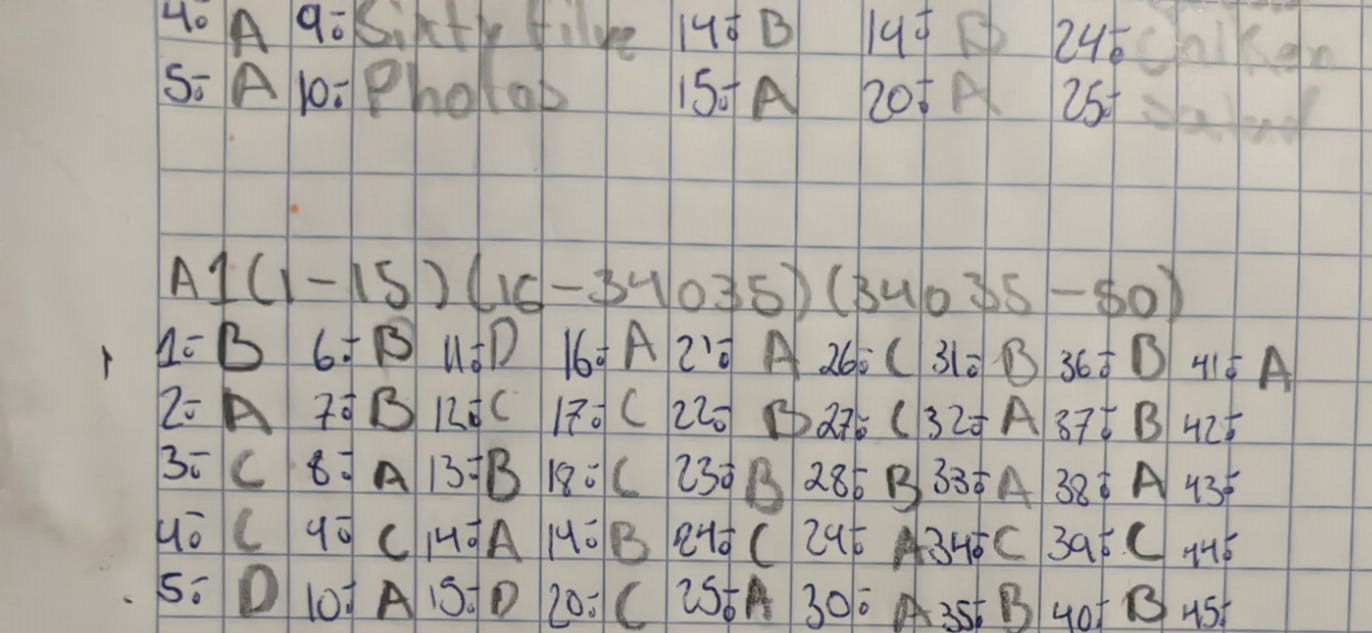 4:- A 9:- Sixty filve 14:- B 14:- B 24:- Chicken
5:- A 10:- Photos 15:- A 20:- A 25:- Salad
A1 (1-15) (16-34035) (34035-50)
1:- B 6:- B 11:- D 16:- A 21:- A 26:- C 31:- B 36:- B 41:- A
2:- A 7:- B 12:- C 17:- C 22:- B 27:- C 32:- A 37:- B 42:-
3:- C 8:- A 13:- B 18:- C 23:- B 28:- B 33:- A 38:- A 43:-
4:- C 9:- C 14:- A 19:- B 24:- C 29:- A 34:- C 39:- C 44:-
5:- D 10:- A 15:- D 20:- C 25:- A 30:- A 35:- B 40:- B 45:-